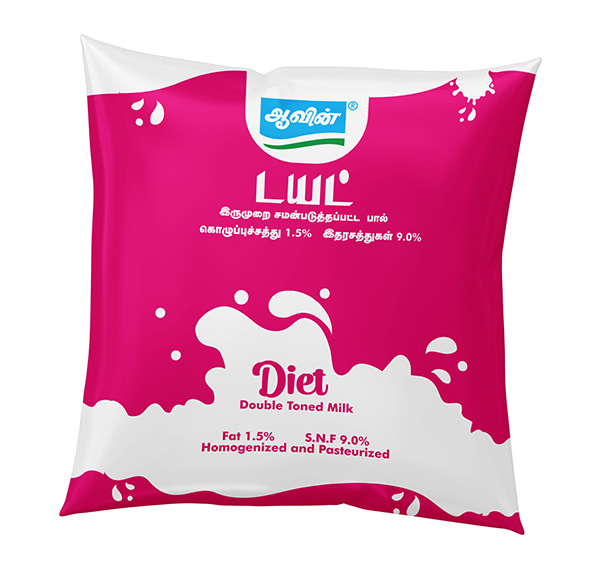 ஆவின்®
டயட்
இருமுறை சமன்படுத்தப்பட்ட பால்
கொழுப்புச்சத்து 1.5% இதரசத்துகள் 9.0%
Diet
Double Toned Milk
Fat 1.5% S.N.F 9.0%
Homogenized and Pasteurized